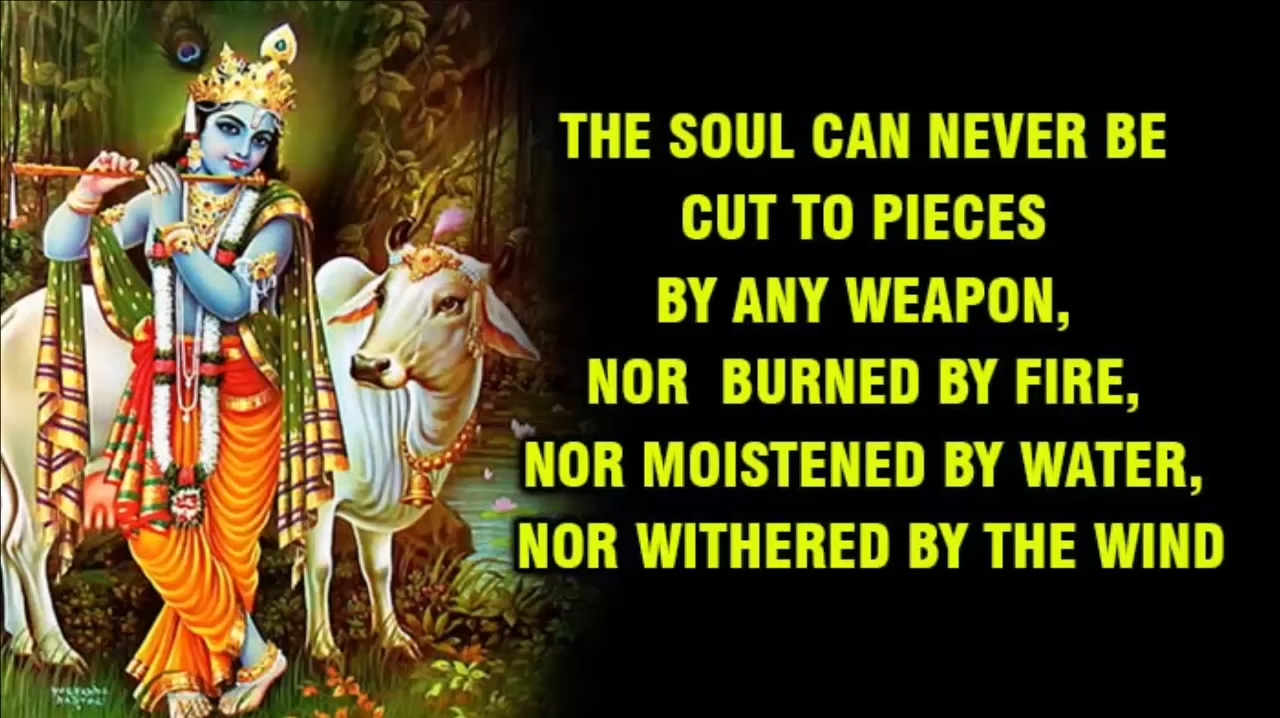 THE SOUL CAN NEVER BE
CUT TO PIECES
BY ANY WEAPON,
NOR BURNED BY FIRE,
NOR MOISTENED BY WATER,
NOR WITHERED BY THE WIND